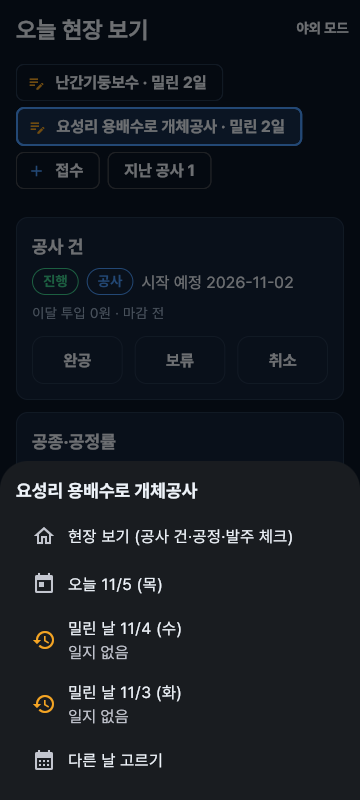 오늘 현장 보기
야외 모드
난간기둥보수 · 밀린 2일
요성리 용배수로 개체공사 · 밀린 2일
+ 접수
지난 공사 1
공사 건
진행 공사 시작 예정 2026-11-02
이달 투입 0원 · 마감 전
완공 보류 취소
공종·공정률
요성리 용배수로 개체공사
현장 보기 (공사 건·공정·발주 체크)
오늘 11/5 (목)
밀린 날 11/4 (수)
일지 없음
밀린 날 11/3 (화)
일지 없음
다른 날 고르기